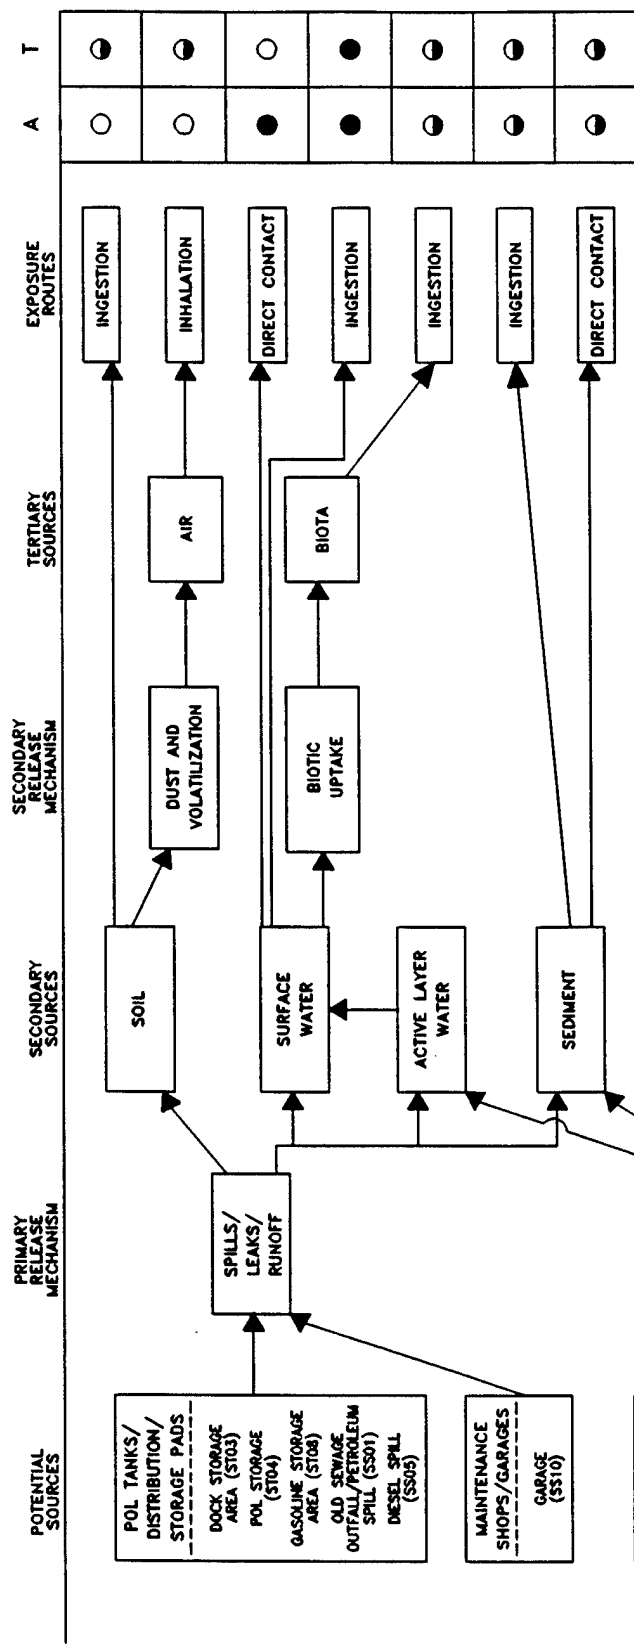 POTENTIAL
SOURCES
PRIMARY
RELEASE
MECHANISM
SECONDARY
SOURCES
SECONDARY
RELEASE
MECHANISM
TERTIARY
SOURCES
EXPOSURE
ROUTES
A
T
POL TANKS/
DISTRIBUTION/
STORAGE PADS
DOCK STORAGE
AREA (ST03)
POL STORAGE
(ST04)
GASOLINE STORAGE
AREA (ST08)
OLD SEWAGE
OUTFALL/PETROLEUM
SPILL (SS01)
DIESEL SPILL
(SS05)
MAINTENANCE
SHOPS/GARAGES
GARAGE
(SS10)
SPILLS/
LEAKS/
RUNOFF
SOIL
SURFACE
WATER
ACTIVE LAYER
WATER
SEDIMENT
DUST AND
VOLATILIZATION
BIOTIC
UPTAKE
AIR
BIOTA
INGESTION
INHALATION
DIRECT CONTACT
INGESTION
INGESTION
INGESTION
DIRECT CONTACT